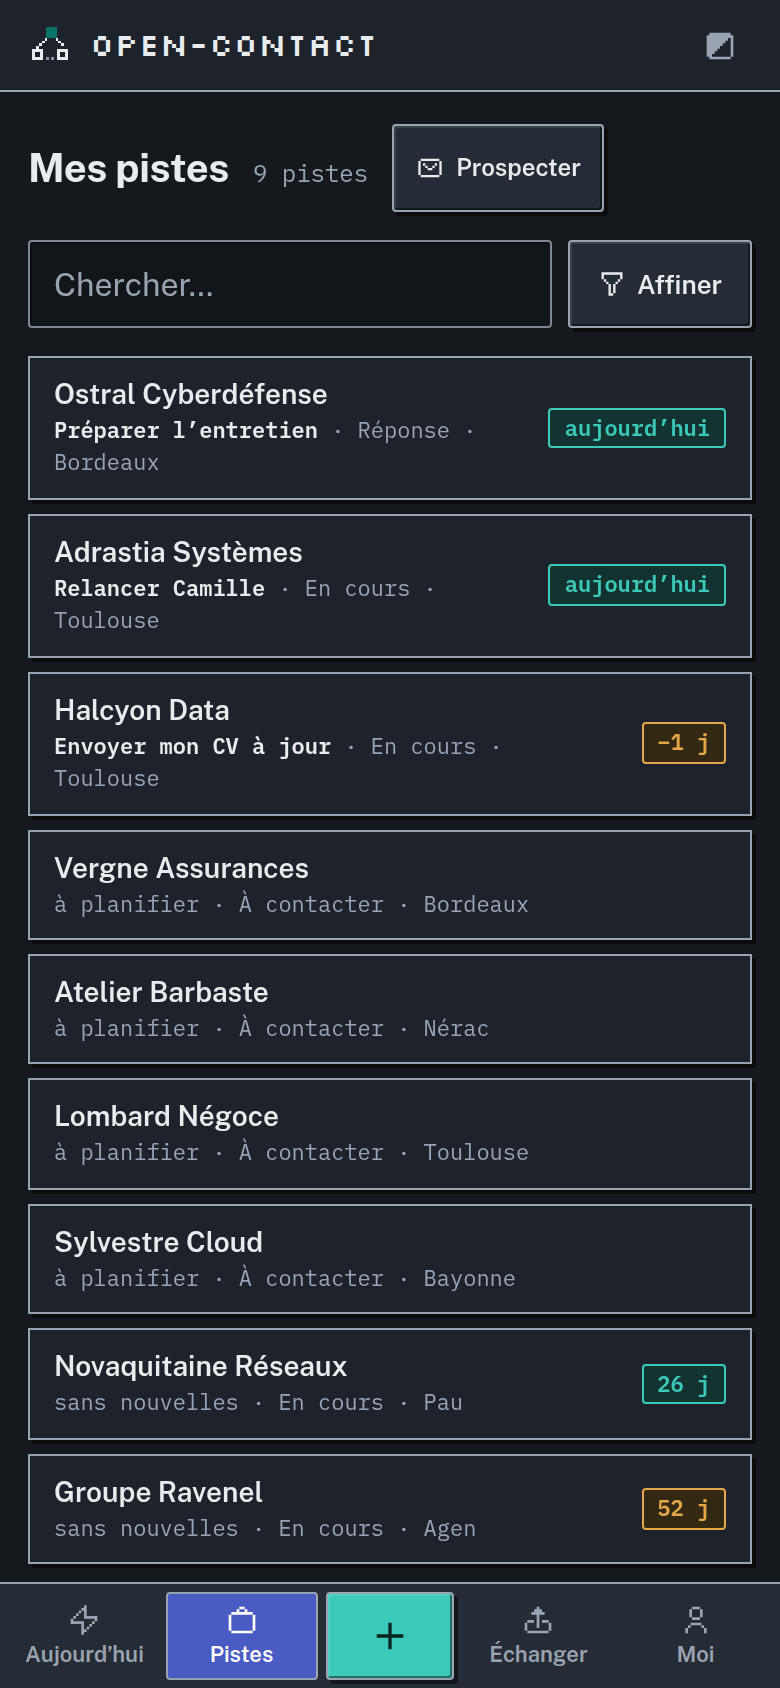 OPEN-CONTACT
Mes pistes 9 pistes Prospecter
Chercher… Affiner
Ostral Cyberdéfense
Préparer l’entretien · Réponse ·
Bordeaux
aujourd’hui
Adrastia Systèmes
Relancer Camille · En cours ·
Toulouse
aujourd’hui
Halcyon Data
Envoyer mon CV à jour · En cours ·
Toulouse
−1 j
Vergne Assurances
à planifier · À contacter · Bordeaux
Atelier Barbaste
à planifier · À contacter · Nérac
Lombard Négoce
à planifier · À contacter · Toulouse
Sylvestre Cloud
à planifier · À contacter · Bayonne
Novaquitaine Réseaux
sans nouvelles · En cours · Pau
26 j
Groupe Ravenel
sans nouvelles · En cours · Agen
52 j
Aujourd’hui Pistes + Échanger Moi